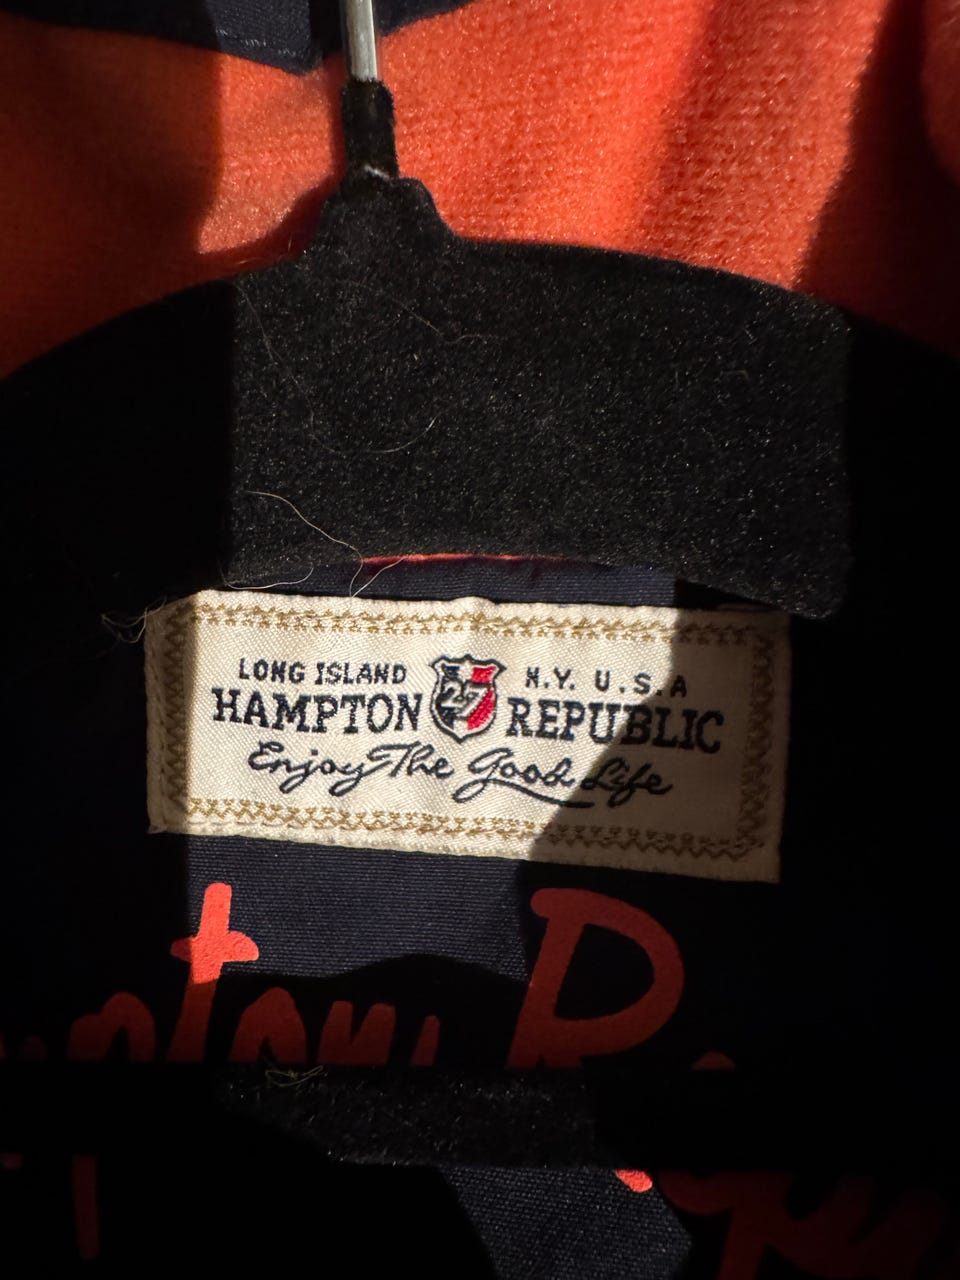 LONG ISLAND N.Y. U.S.A
HAMPTON 27 REPUBLIC
Enjoy The Good Life